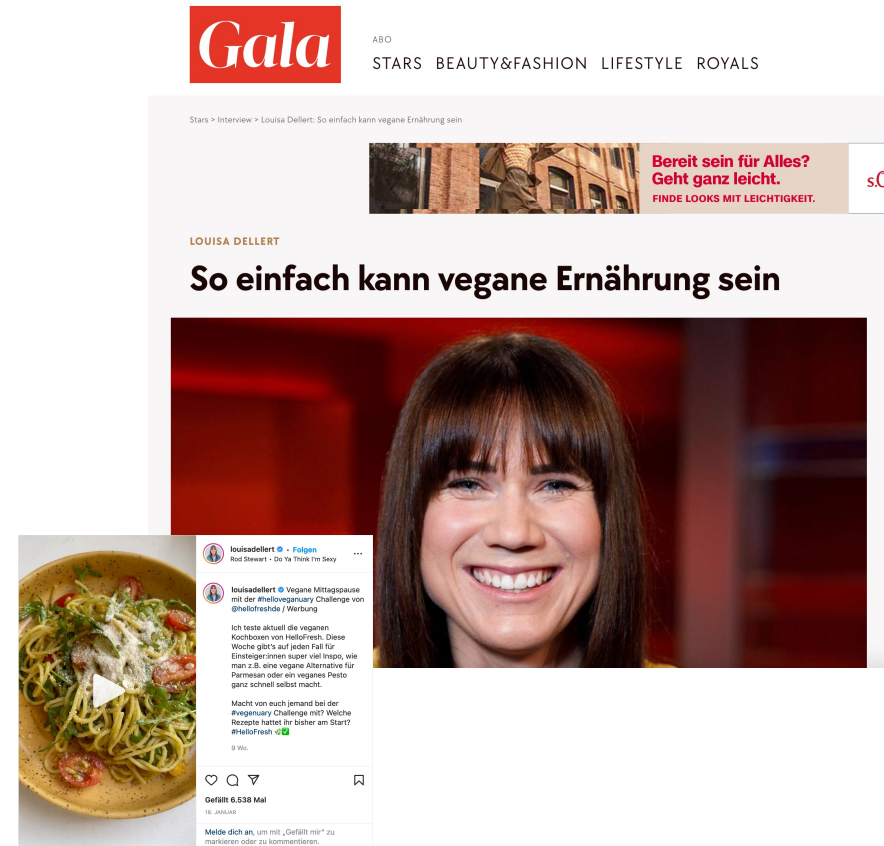 Gala
ABO
STARS BEAUTY&FASHION LIFESTYLE ROYALS
Stars > Interview > Louisa Dellert: So einfach kann vegane Ernährung sein
Bereit sein für Alles?
Geht ganz leicht.
FINDE LOOKS MIT LEICHTIGKEIT.
LOUISA DELLERT
So einfach kann vegane Ernährung sein
louisadellert • Folgen
Rod Stewart • Do Ya Think I'm Sexy
louisadellert Vegane Mittagspause
mit der #helloveganuary Challenge von
@hellofreshde / Werbung
Ich teste aktuell die veganen
Kochboxen von HelloFresh. Diese
Woche gibt's auf jeden Fall für
Einsteiger:innen super viel Inspo, wie
man z.B. eine vegane Alternative für
Parmesan oder ein veganes Pesto
ganz schnell selbst macht.
Macht von euch jemand bei der
#vegenuary Challenge mit? Welche
Rezepte hattet ihr bisher am Start?
#HelloFresh 🌿✅
9 Wo.
Gefällt 6.538 Mal
18. JANUAR
Melde dich an, um mit „Gefällt mir“ zu
markieren oder zu kommentieren.